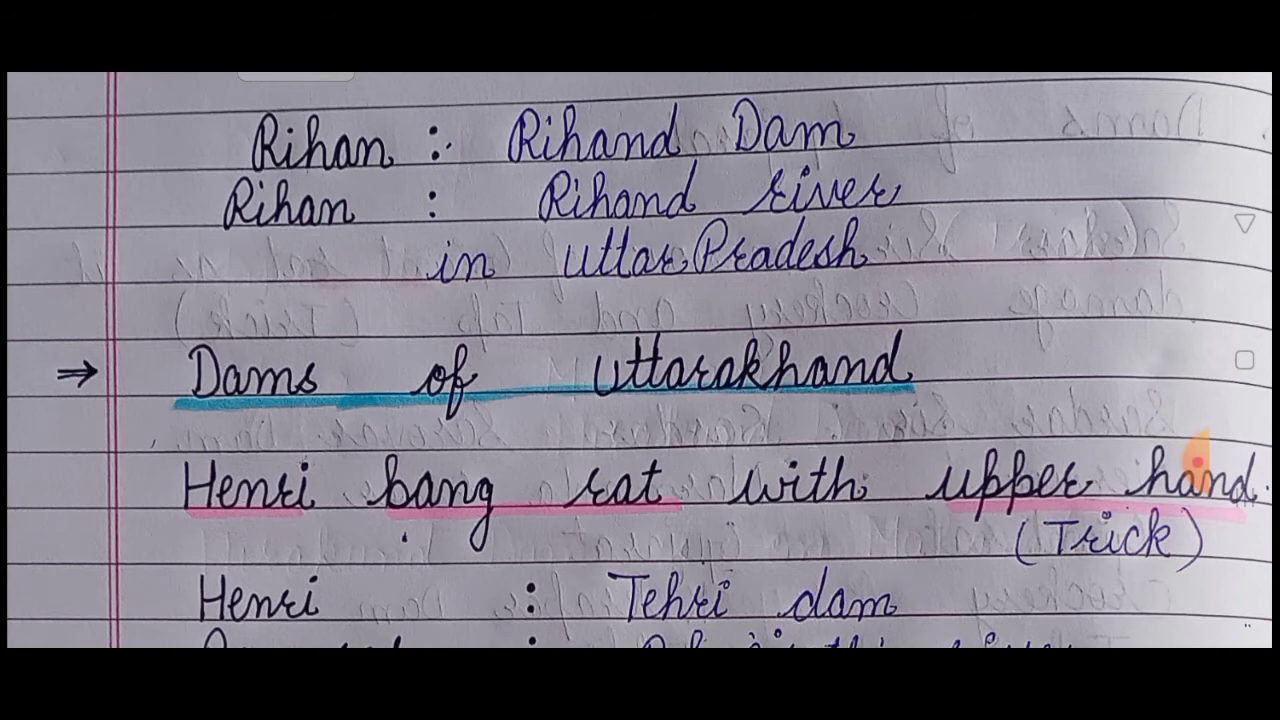 Rihan : Rihand Dam
Rihan : Rihand river
in Uttar Pradesh
⇒ Dams of Uttarakhand
Henri bang rat with upper hand.
(Trick)
Henri : Tehri dam